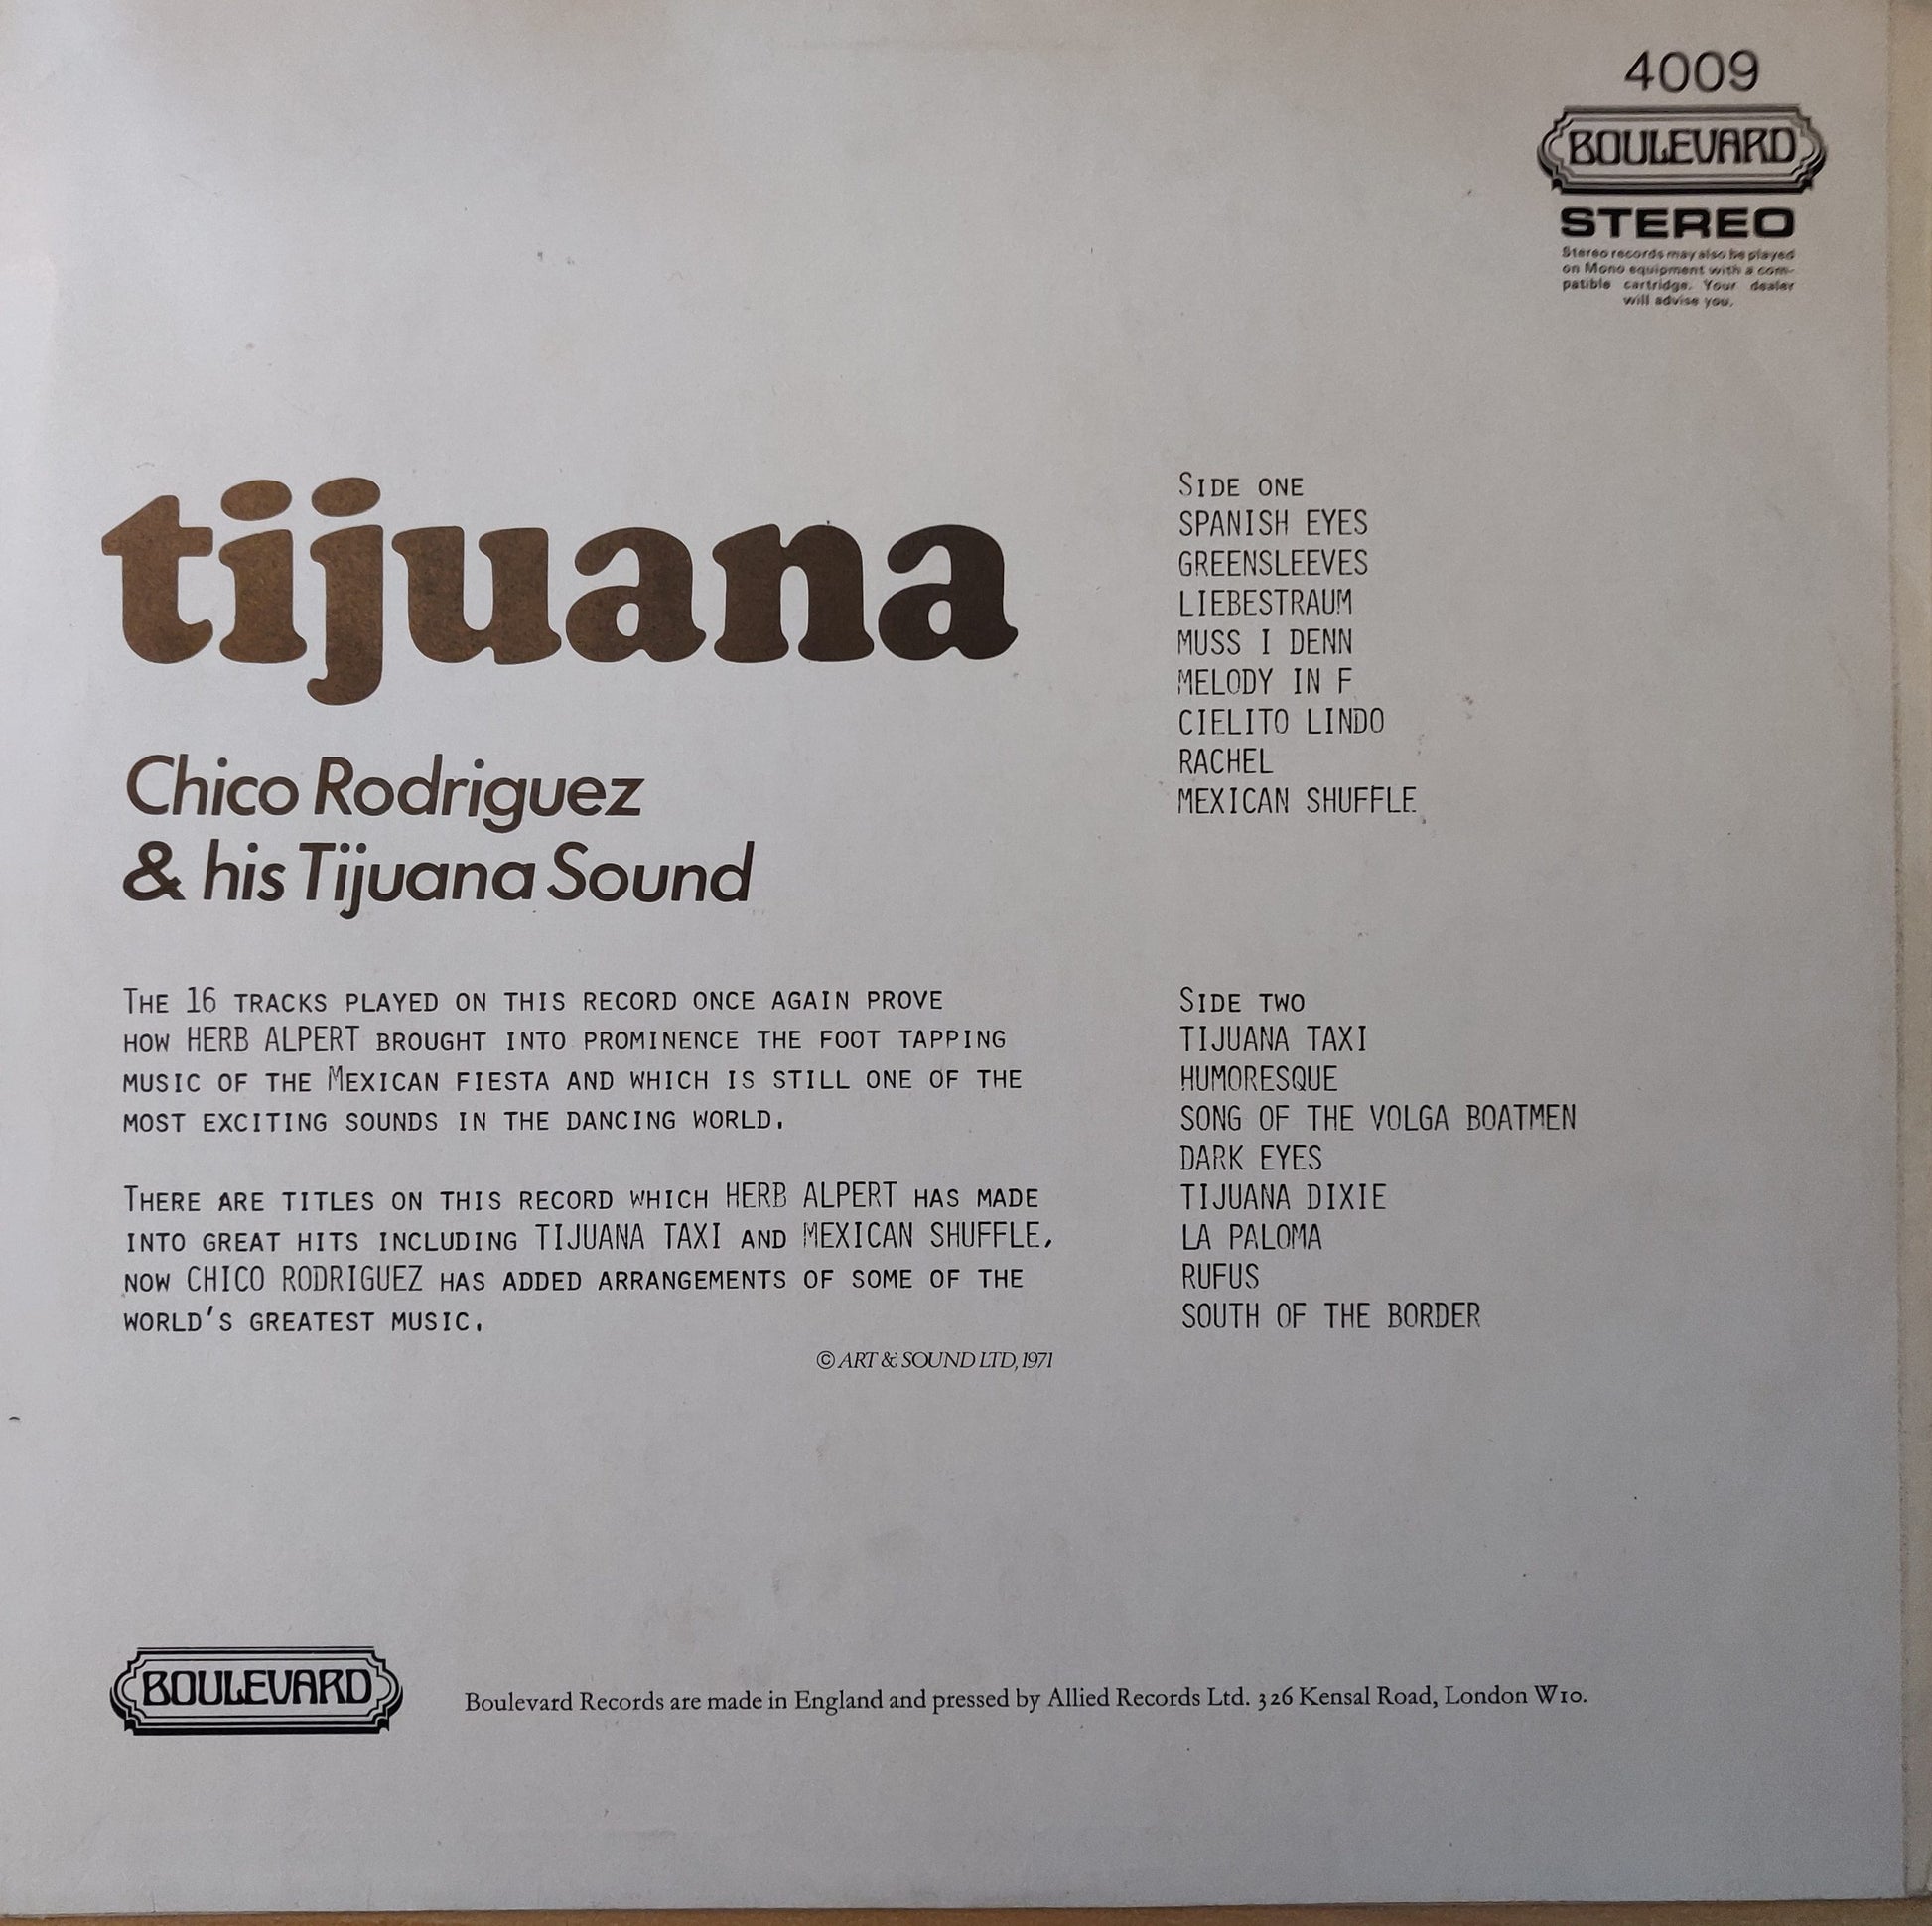 4009
BOULEVARD
STEREO
Stereo records may also be played
on Mono equipment with a com-
patible cartridge. Your dealer
will advise you.
tijuana
Chico Rodriguez
& his Tijuana Sound
THE 16 TRACKS PLAYED ON THIS RECORD ONCE AGAIN PROVE
HOW HERB ALPERT BROUGHT INTO PROMINENCE THE FOOT TAPPING
MUSIC OF THE MEXICAN FIESTA AND WHICH IS STILL ONE OF THE
MOST EXCITING SOUNDS IN THE DANCING WORLD.
THERE ARE TITLES ON THIS RECORD WHICH HERB ALPERT HAS MADE
INTO GREAT HITS INCLUDING TIJUANA TAXI AND MEXICAN SHUFFLE,
NOW CHICO RODRIGUEZ HAS ADDED ARRANGEMENTS OF SOME OF THE
WORLD'S GREATEST MUSIC.
© ART & SOUND LTD, 1971
SIDE ONE
SPANISH EYES
GREENSLEEVES
LIEBESTRAUM
MUSS I DENN
MELODY IN F
CIELITO LINDO
RACHEL
MEXICAN SHUFFLE
SIDE TWO
TIJUANA TAXI
HUMORESQUE
SONG OF THE VOLGA BOATMEN
DARK EYES
TIJUANA DIXIE
LA PALOMA
RUFUS
SOUTH OF THE BORDER
BOULEVARD
Boulevard Records are made in England and pressed by Allied Records Ltd. 326 Kensal Road, London W10.